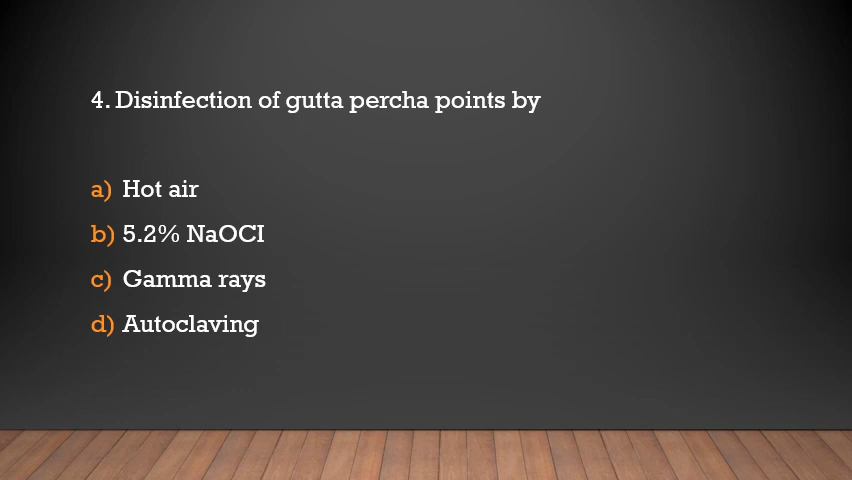 4. Disinfection of gutta percha points by
a) Hot air
b) 5.2% NaOCI
c) Gamma rays
d) Autoclaving